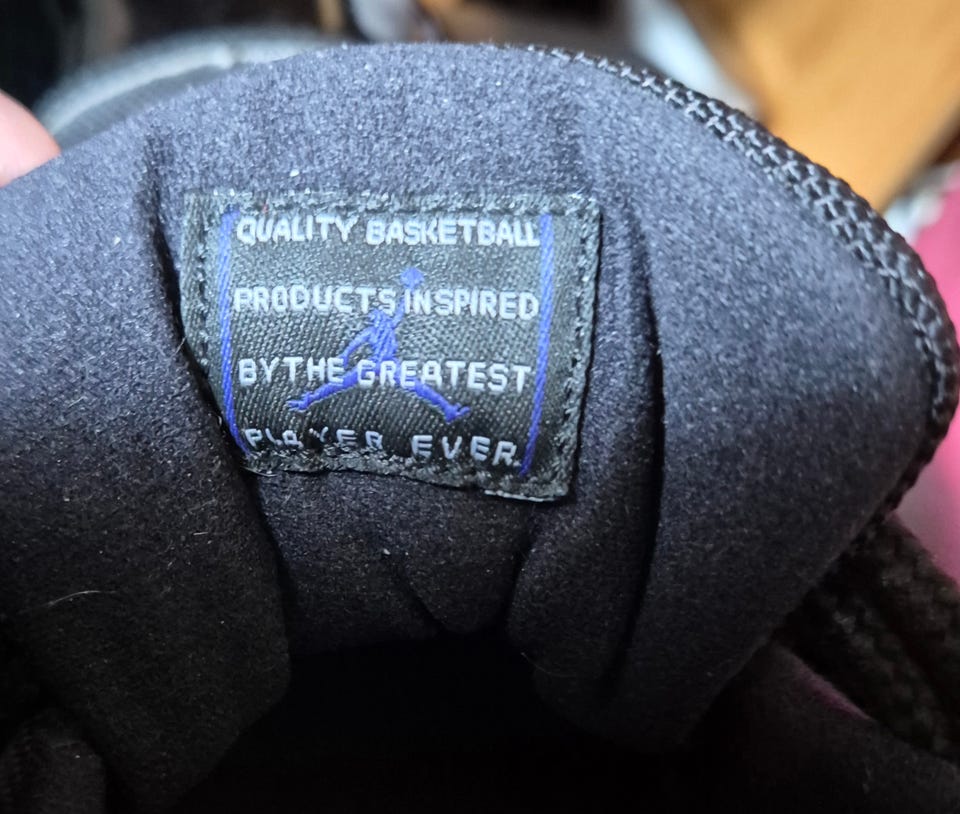 QUALITY BASKETBALL
PRODUCTS INSPIRED
BY THE GREATEST
PLAYER EVER.